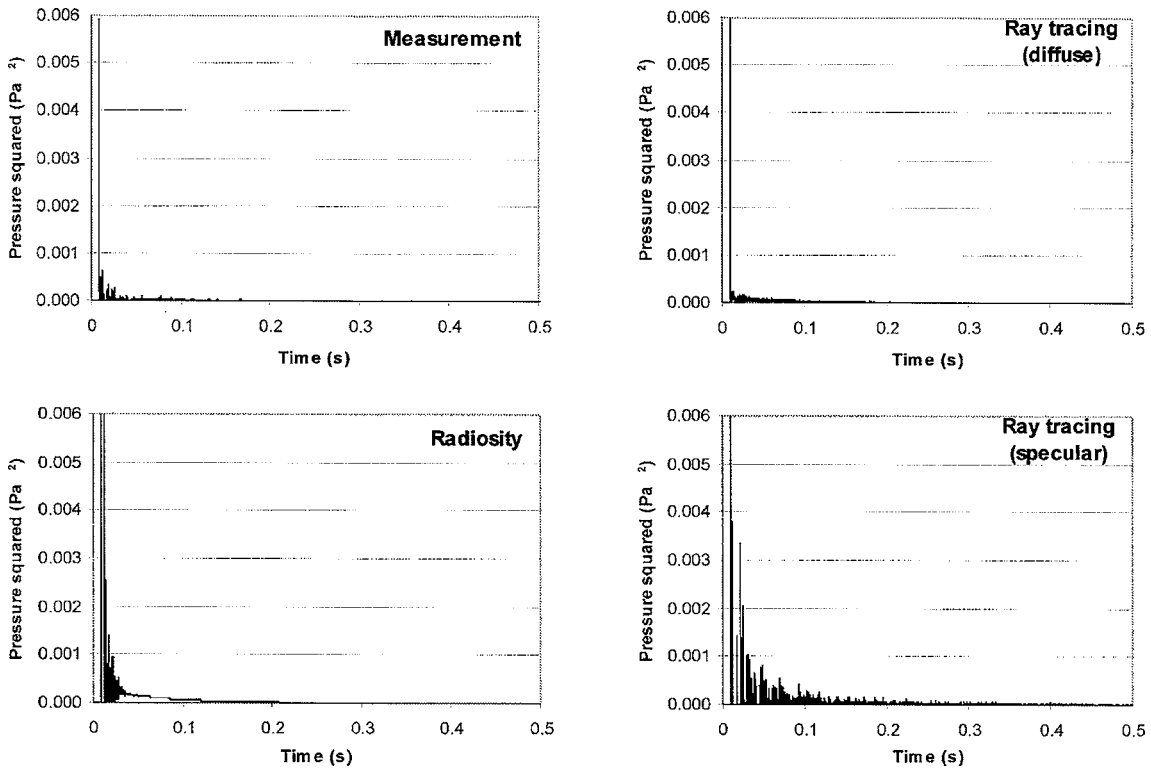 Measurement
Pressure squared (Pa ²)
0.006
0.005
0.004
0.003
0.002
0.001
0.000
0 0.1 0.2 0.3 0.4 0.5
Time (s)
Ray tracing
(diffuse)
Pressure squared (Pa ²)
0.006
0.005
0.004
0.003
0.002
0.001
0.000
0 0.1 0.2 0.3 0.4 0.5
Time (s)
Radiosity
Pressure squared (Pa ²)
0.006
0.005
0.004
0.003
0.002
0.001
0.000
0 0.1 0.2 0.3 0.4 0.5
Time (s)
Ray tracing
(specular)
Pressure squared (Pa ²)
0.006
0.005
0.004
0.003
0.002
0.001
0.000
0 0.1 0.2 0.3 0.4 0.5
Time (s)